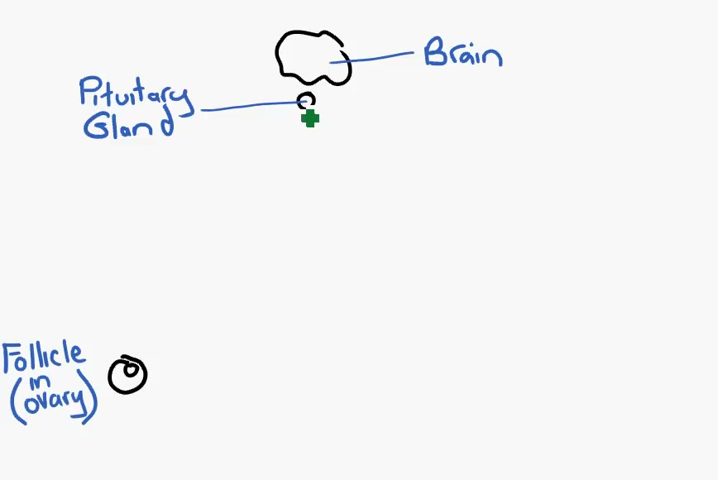 Brain
Pituitary
Gland
Follicle
(in
ovary)